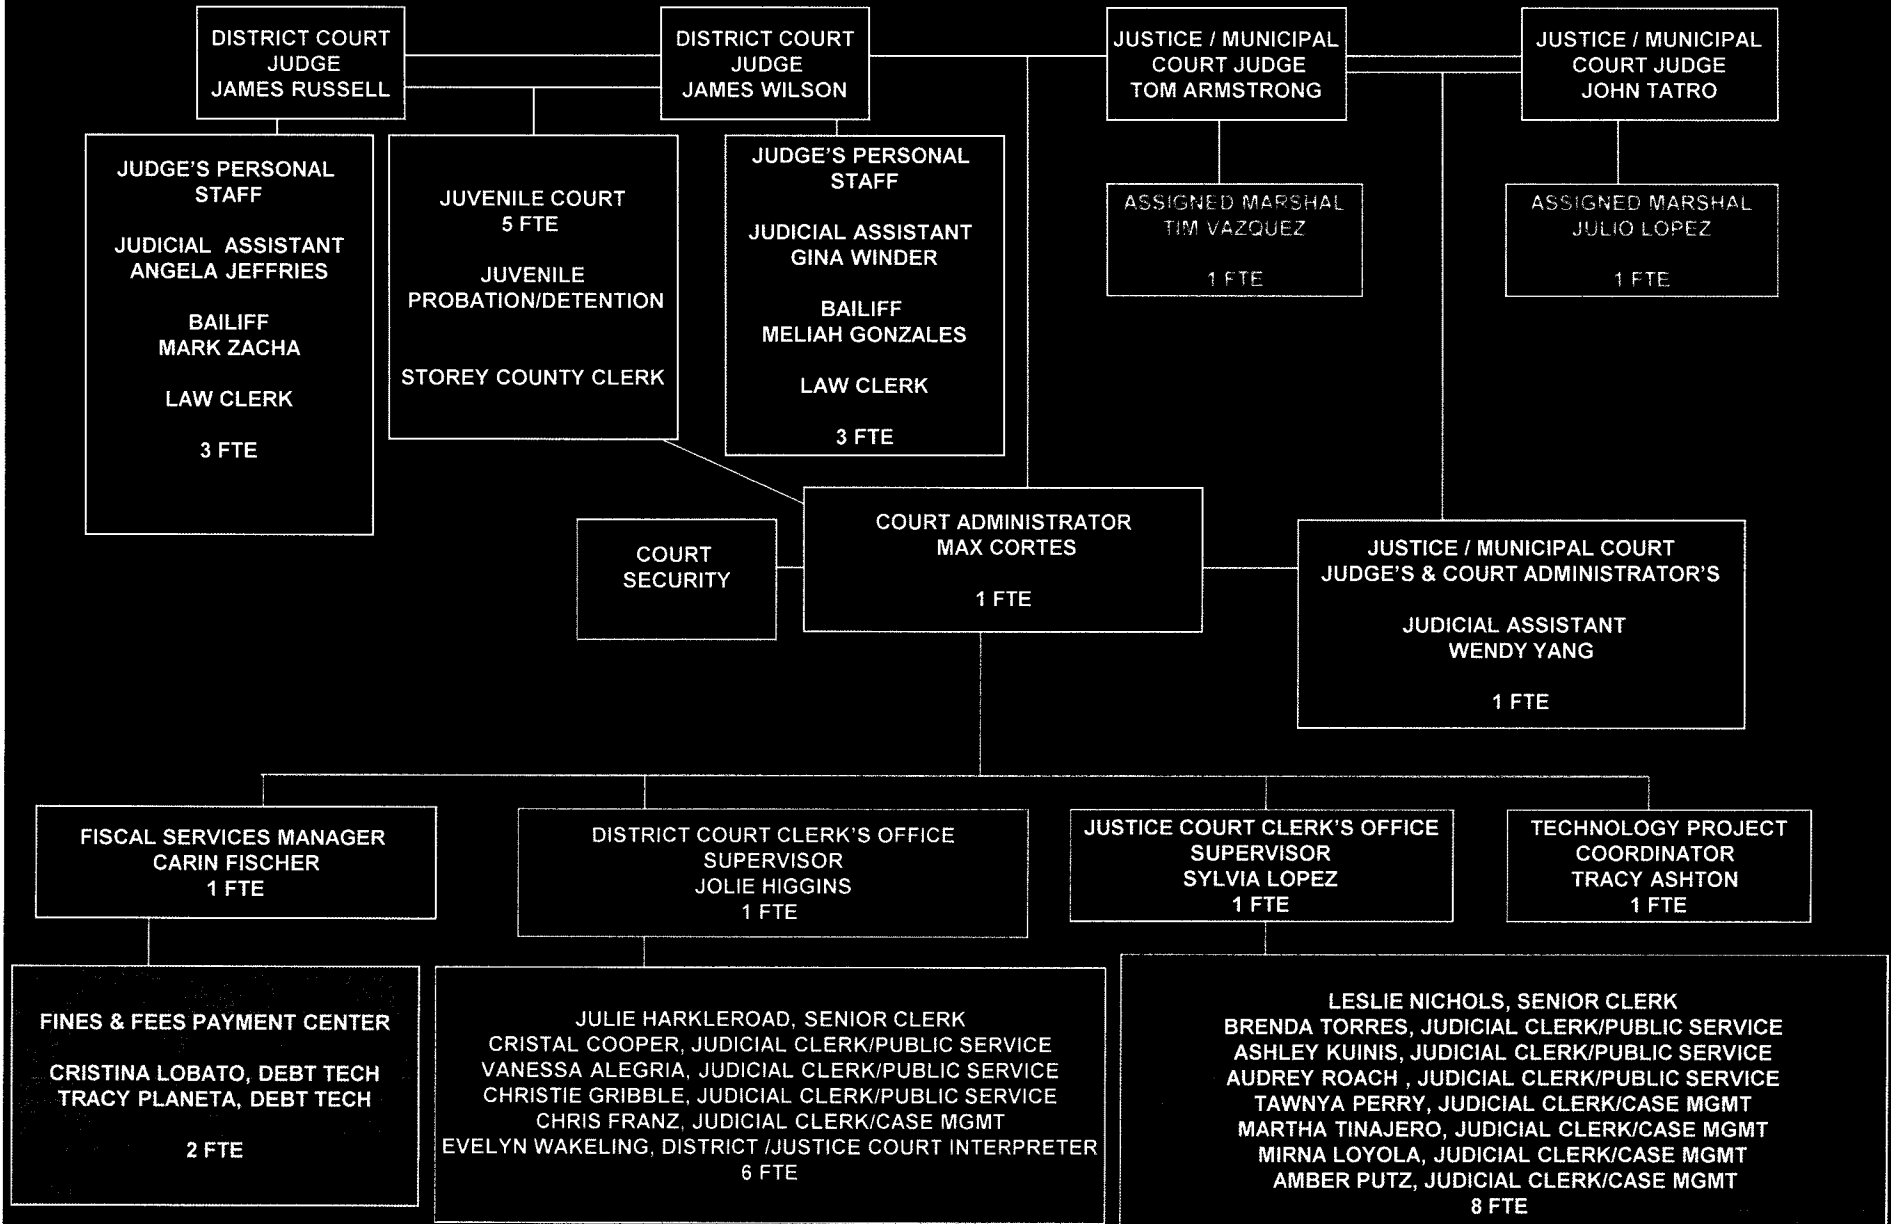 DISTRICT COURT
JUDGE
JAMES RUSSELL
DISTRICT COURT
JUDGE
JAMES WILSON
JUSTICE / MUNICIPAL
COURT JUDGE
TOM ARMSTRONG
JUSTICE / MUNICIPAL
COURT JUDGE
JOHN TATRO
JUDGE'S PERSONAL
STAFF
JUDICIAL ASSISTANT
ANGELA JEFFRIES
BAILIFF
MARK ZACHA
LAW CLERK
3 FTE
JUVENILE COURT
5 FTE
JUVENILE
PROBATION/DETENTION
STOREY COUNTY CLERK
JUDGE'S PERSONAL
STAFF
JUDICIAL ASSISTANT
GINA WINDER
BAILIFF
MELIAH GONZALES
LAW CLERK
3 FTE
ASSIGNED MARSHAL
TIM VAZQUEZ
1 FTE
ASSIGNED MARSHAL
JULIO LOPEZ
1 FTE
COURT
SECURITY
COURT ADMINISTRATOR
MAX CORTES
1 FTE
JUSTICE / MUNICIPAL COURT
JUDGE'S & COURT ADMINISTRATOR'S
JUDICIAL ASSISTANT
WENDY YANG
1 FTE
FISCAL SERVICES MANAGER
CARIN FISCHER
1 FTE
DISTRICT COURT CLERK'S OFFICE
SUPERVISOR
JOLIE HIGGINS
1 FTE
JUSTICE COURT CLERK'S OFFICE
SUPERVISOR
SYLVIA LOPEZ
1 FTE
TECHNOLOGY PROJECT
COORDINATOR
TRACY ASHTON
1 FTE
FINES & FEES PAYMENT CENTER
CRISTINA LOBATO, DEBT TECH
TRACY PLANETA, DEBT TECH
2 FTE
JULIE HARKLEROAD, SENIOR CLERK
CRISTAL COOPER, JUDICIAL CLERK/PUBLIC SERVICE
VANESSA ALEGRIA, JUDICIAL CLERK/PUBLIC SERVICE
CHRISTIE GRIBBLE, JUDICIAL CLERK/PUBLIC SERVICE
CHRIS FRANZ, JUDICIAL CLERK/CASE MGMT
EVELYN WAKELING, DISTRICT /JUSTICE COURT INTERPRETER
6 FTE
LESLIE NICHOLS, SENIOR CLERK
BRENDA TORRES, JUDICIAL CLERK/PUBLIC SERVICE
ASHLEY KUINIS, JUDICIAL CLERK/PUBLIC SERVICE
AUDREY ROACH , JUDICIAL CLERK/PUBLIC SERVICE
TAWNYA PERRY, JUDICIAL CLERK/CASE MGMT
MARTHA TINAJERO, JUDICIAL CLERK/CASE MGMT
MIRNA LOYOLA, JUDICIAL CLERK/CASE MGMT
AMBER PUTZ, JUDICIAL CLERK/CASE MGMT
8 FTE